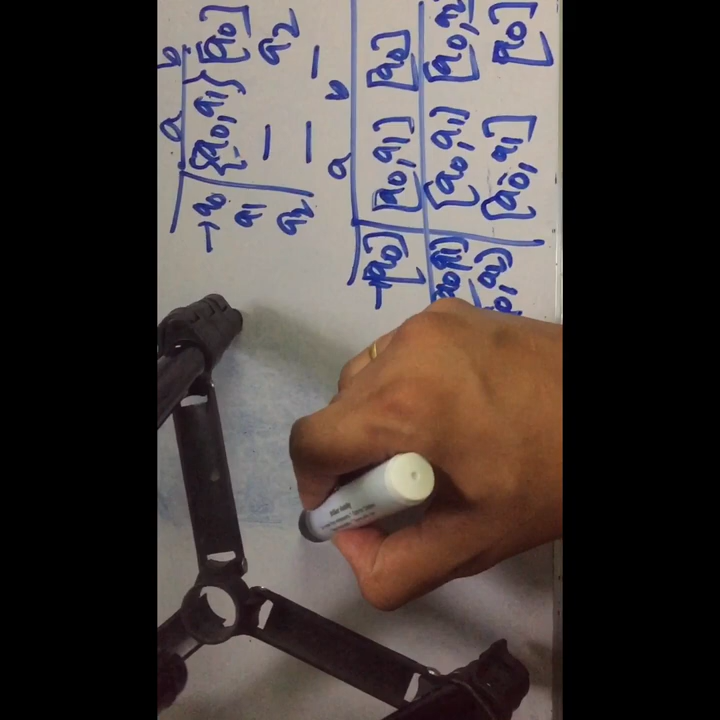 a b
→ q0 {q0, q1} [q0]
q1 — q2
q2 — —
a b
→ [q0] [q0, q1] [q0]
q0, q1] [q0, q1] [q0, q2
, q2] [q0, q1] [q0]